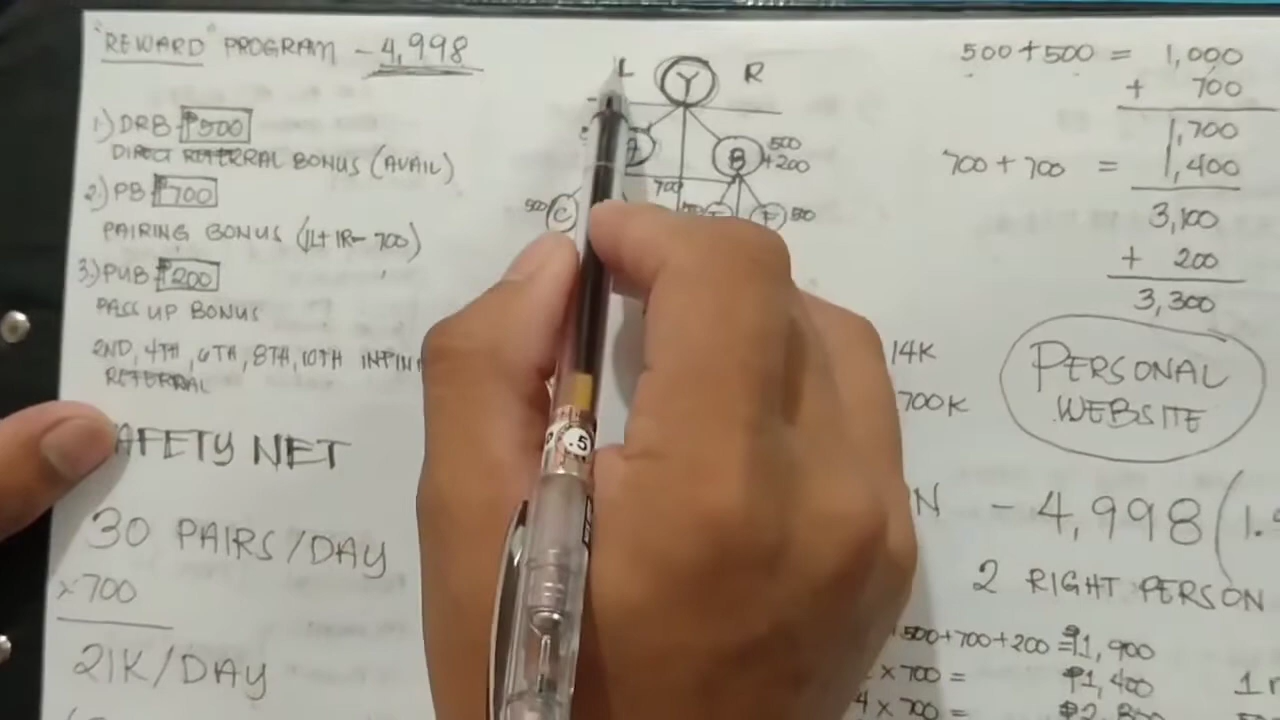 "REWARD" PROGRAM - 4,998
1.) DRB - ₱500
DIRECT REFERRAL BONUS (AVAIL)
2.) PB ₱700
PAIRING BONUS (1L+1R- 700)
3.) PUB ₱200
PASS UP BONUS
2ND, 4TH, 6TH, 8TH, 10TH
REFERRAL
AFETY NET
30 PAIRS/DAY
x700
21K/DAY
L Y R
A B 500
+200
700
500 C F 500
500+500 = 1,000
+ 700
1,700
700+700 = 1,400
3,100
+ 200
3,300
14K
700K
PERSONAL
WEBSITE
N - 4,998 (1.
2 RIGHT PERSON
500+700+200 = ₱1,900
x 700 = ₱1,400
4 x 700 =
.5